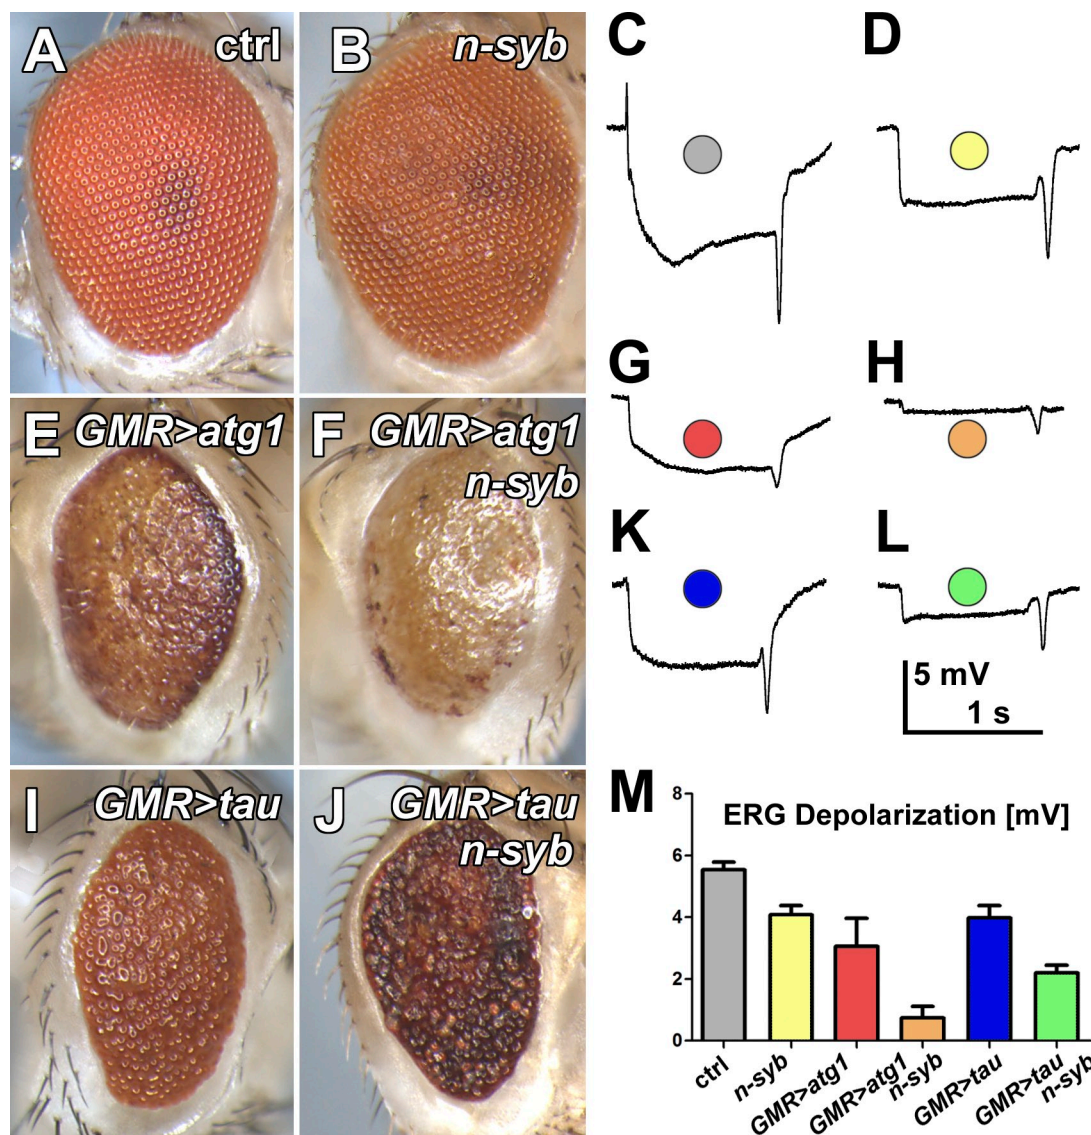 A ctrl
B n-syb
C
D
E GMR>atg1
F GMR>atg1
n-syb
G
H
I GMR>tau
J GMR>tau
n-syb
K
L
5 mV
1 s
M
ERG Depolarization [mV]
8
6
4
2
0
ctrl
n-syb
GMR>atg1
GMR>atg1
n-syb
GMR>tau
GMR>tau
n-syb